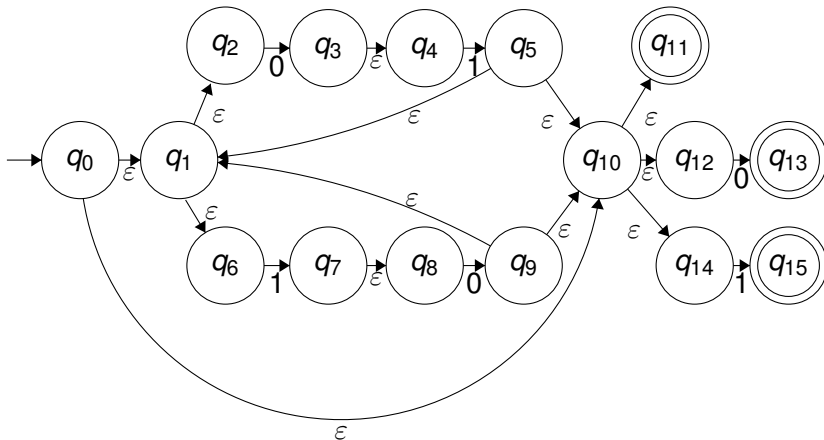 q2 0 q3 ε q4 1 q5 q11
ε ε ε ε
q0 ε q1 q10 ε q12 0 q13
ε ε ε ε
q6 1 q7 ε q8 0 q9 q14 1 q15
ε